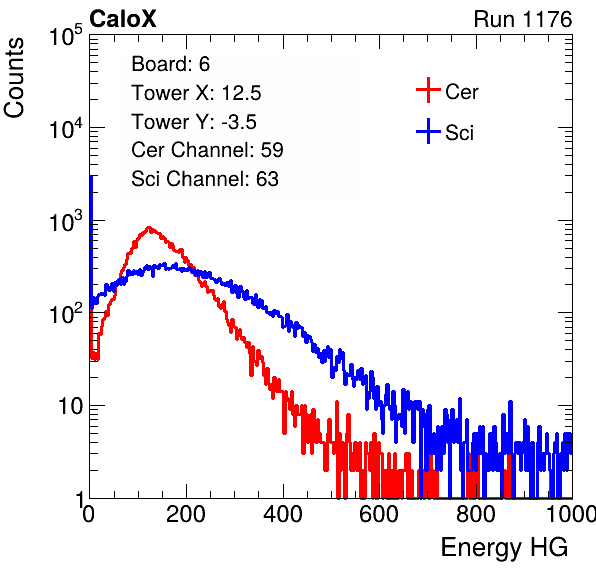 CaloX Run 1176
Counts
10^5
10^4
10^3
10^2
10
1
Board: 6
Tower X: 12.5
Tower Y: -3.5
Cer Channel: 59
Sci Channel: 63
Cer
Sci
0 200 400 600 800 1000
Energy HG